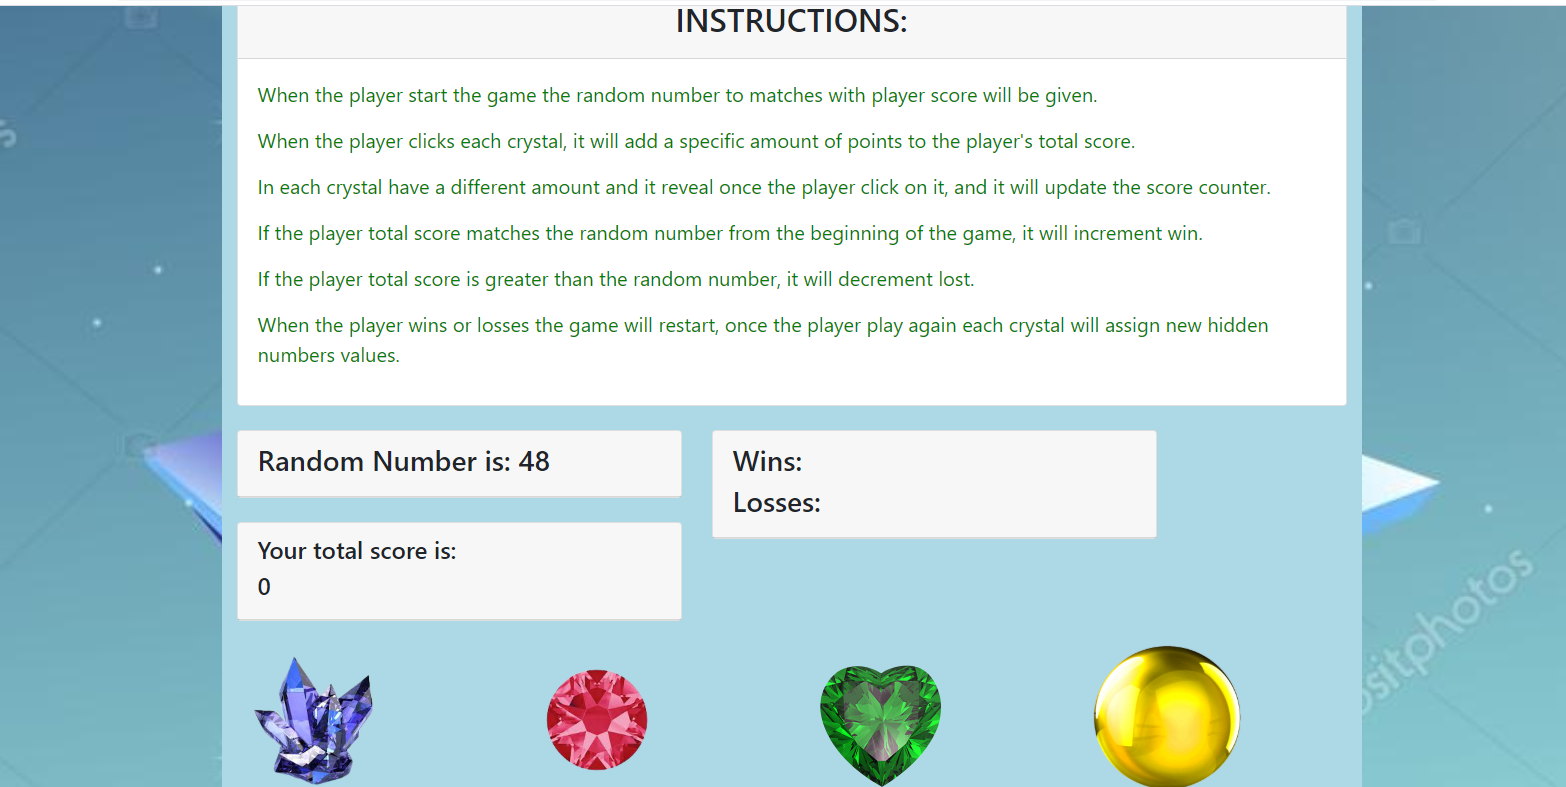 INSTRUCTIONS:
When the player start the game the random number to matches with player score will be given.
When the player clicks each crystal, it will add a specific amount of points to the player's total score.
In each crystal have a different amount and it reveal once the player click on it, and it will update the score counter.
If the player total score matches the random number from the beginning of the game, it will increment win.
If the player total score is greater than the random number, it will decrement lost.
When the player wins or losses the game will restart, once the player play again each crystal will assign new hidden
numbers values.
Random Number is: 48
Wins:
Losses:
Your total score is:
0